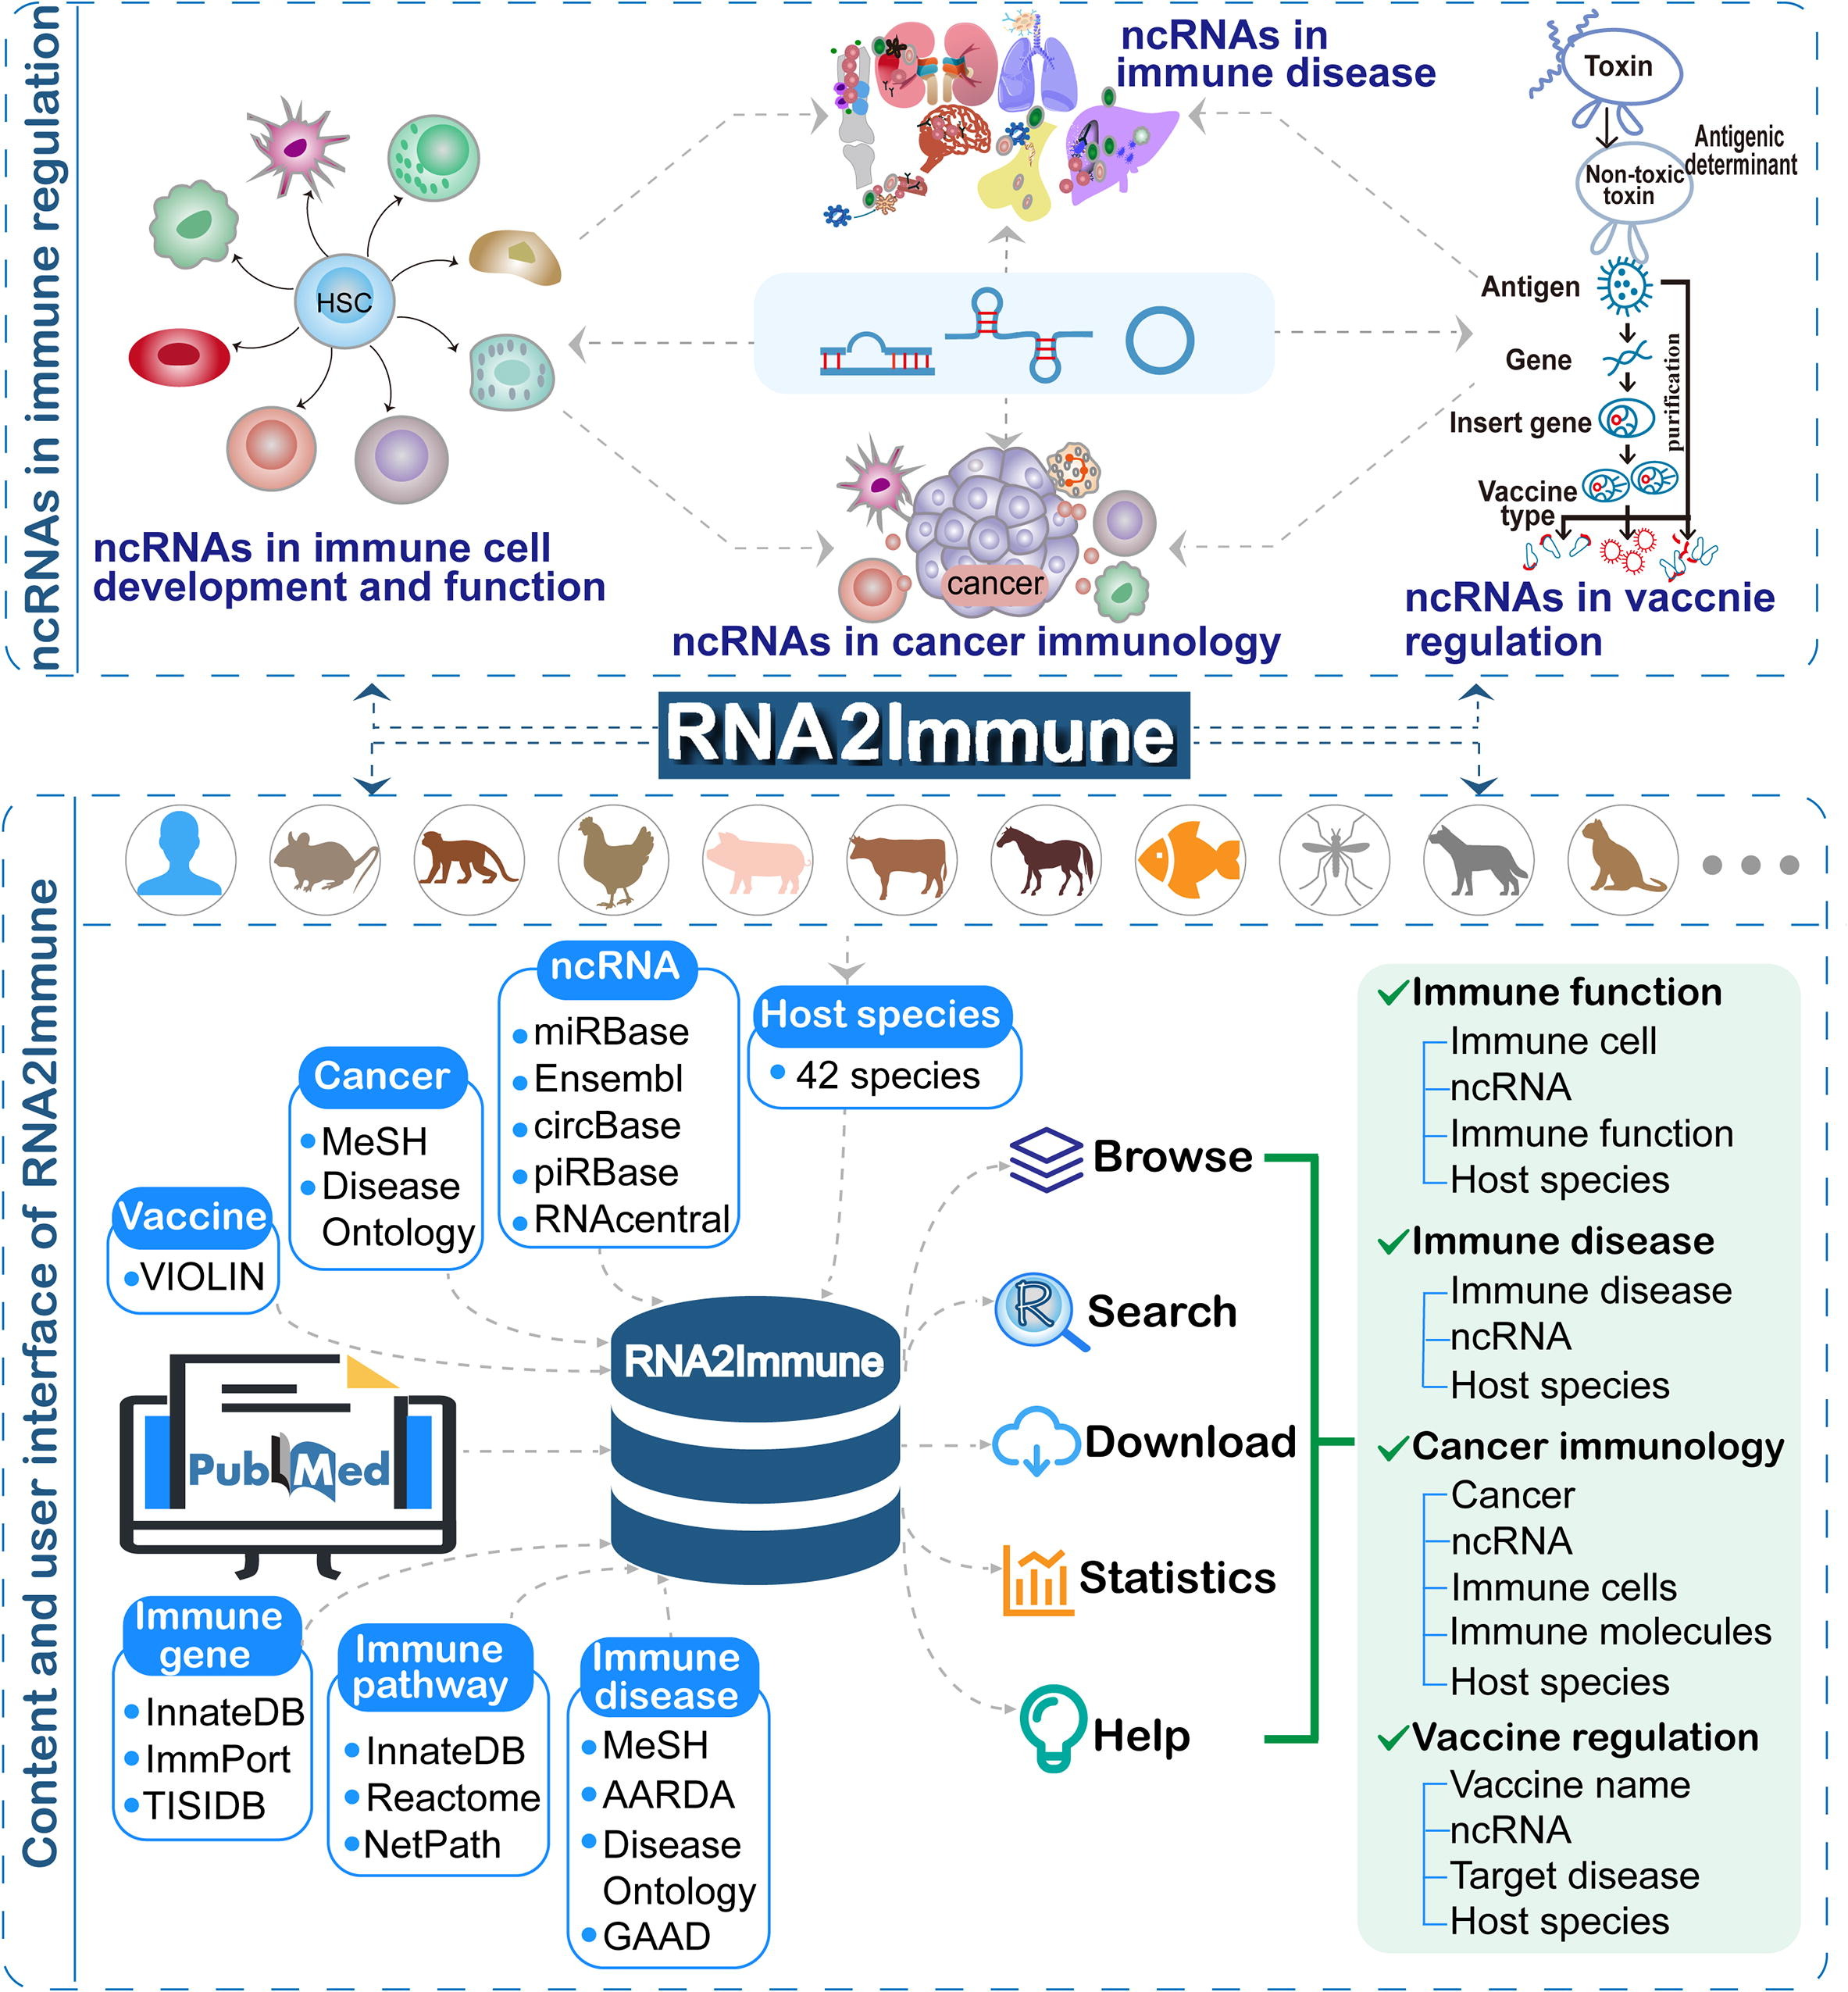 ncRNAs in immune regulation
HSC
ncRNAs in immune cell
development and function
ncRNAs in
immune disease
cancer
ncRNAs in cancer immunology
Toxin
Antigenic
determinant
Non-toxic
toxin
Antigen
Gene
purification
Insert gene
Vaccine
type
ncRNAs in vaccnie
regulation
RNA2Immune
Content and user interface of RNA2Immune
ncRNA
miRBase
Ensembl
circBase
piRBase
RNAcentral
Host species
42 species
Cancer
MeSH
Disease
Ontology
Vaccine
VIOLIN
PubMed
RNA2Immune
Immune
gene
InnateDB
ImmPort
TISIDB
Immune
pathway
InnateDB
Reactome
NetPath
Immune
disease
MeSH
AARDA
Disease
Ontology
GAAD
Browse
R
Search
Download
Statistics
Help
Immune function
Immune cell
ncRNA
Immune function
Host species
Immune disease
Immune disease
ncRNA
Host species
Cancer immunology
Cancer
ncRNA
Immune cells
Immune molecules
Host species
Vaccine regulation
Vaccine name
ncRNA
Target disease
Host species